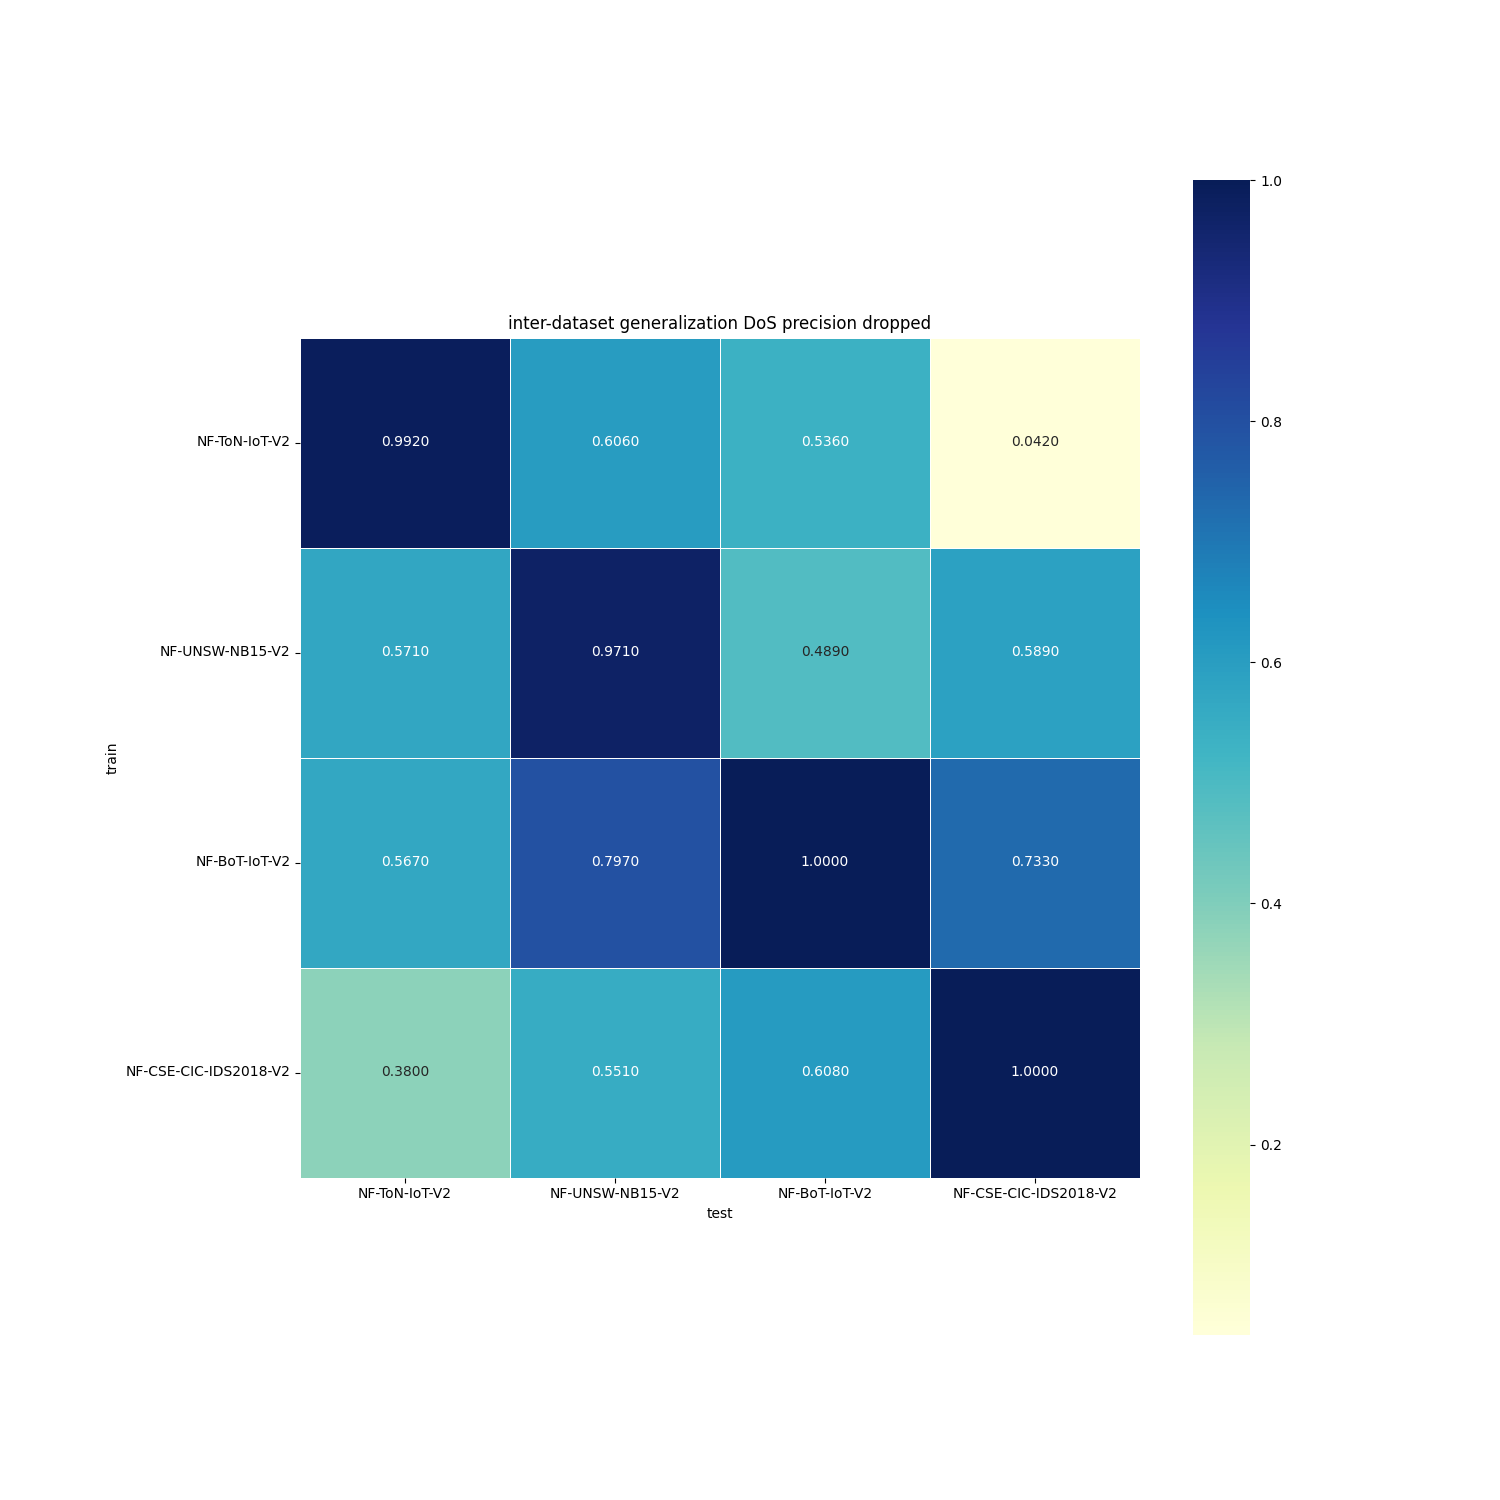 inter-dataset generalization DoS precision dropped
1.0
0.8
0.6
0.4
0.2
train
NF-ToN-IoT-V2
0.9920 0.6060 0.5360 0.0420
NF-UNSW-NB15-V2
0.5710 0.9710 0.4890 0.5890
NF-BoT-IoT-V2
0.5670 0.7970 1.0000 0.7330
NF-CSE-CIC-IDS2018-V2
0.3800 0.5510 0.6080 1.0000
NF-ToN-IoT-V2 NF-UNSW-NB15-V2 NF-BoT-IoT-V2 NF-CSE-CIC-IDS2018-V2
test